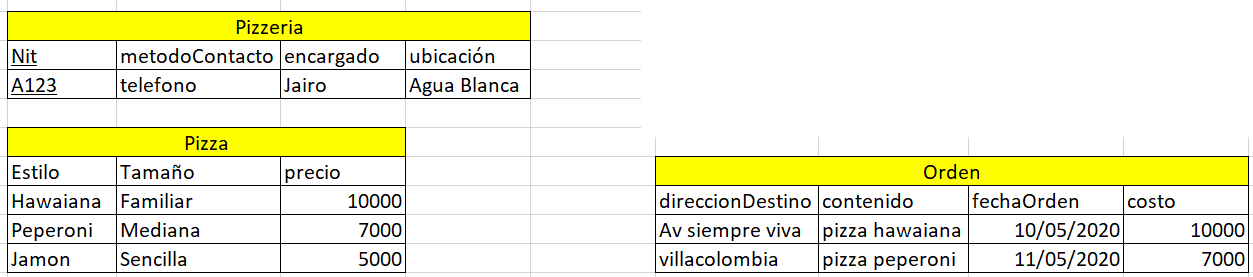 Pizzeria
Nit metodoContacto encargado ubicación
A123 telefono Jairo Agua Blanca
Pizza
Estilo Tamaño precio
Hawaiana Familiar 10000
Peperoni Mediana 7000
Jamon Sencilla 5000
Orden
direccionDestino contenido fechaOrden costo
Av siempre viva pizza hawaiana 10/05/2020 10000
villacolombia pizza peperoni 11/05/2020 7000